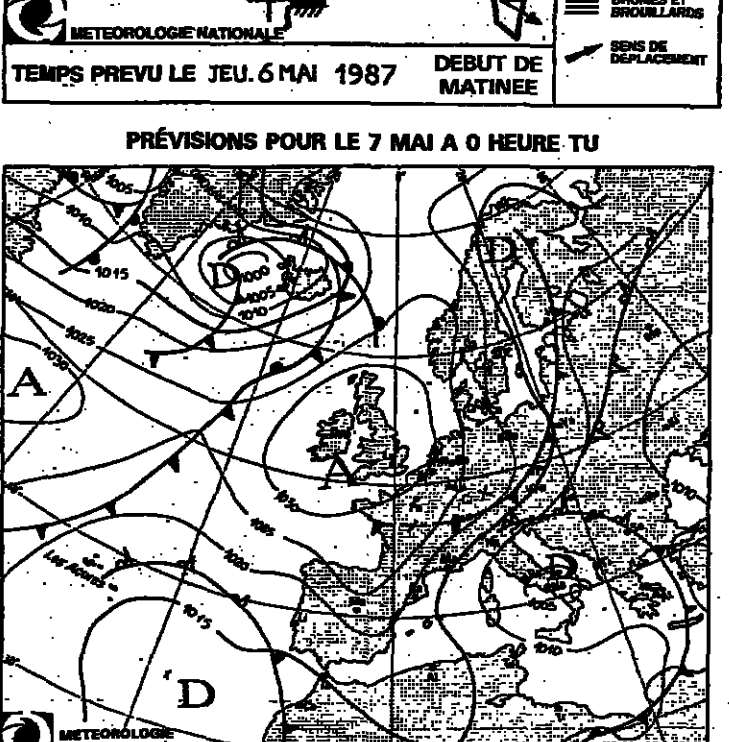 BRUMES ET
BROUILLARDS
METEOROLOGIE NATIONALE
SENS DE
DEPLACEMENT
TEMPS PREVU LE JEU. 6 MAI 1987
DEBUT DE
MATINEE
PRÉVISIONS POUR LE 7 MAI A 0 HEURE TU
1005
1010
1015
D
1000
1005
1010
D
1020
1025
1030
A
A
1030
1025
1020
1010
LES AÇORES
D
1005
1015
1010
D
METEOROLOGIE